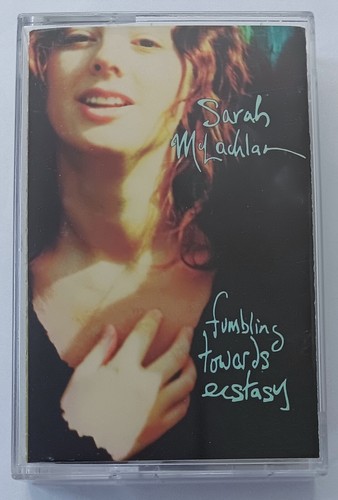 Sarah
McLachlan
fumbling
towards
ecstasy